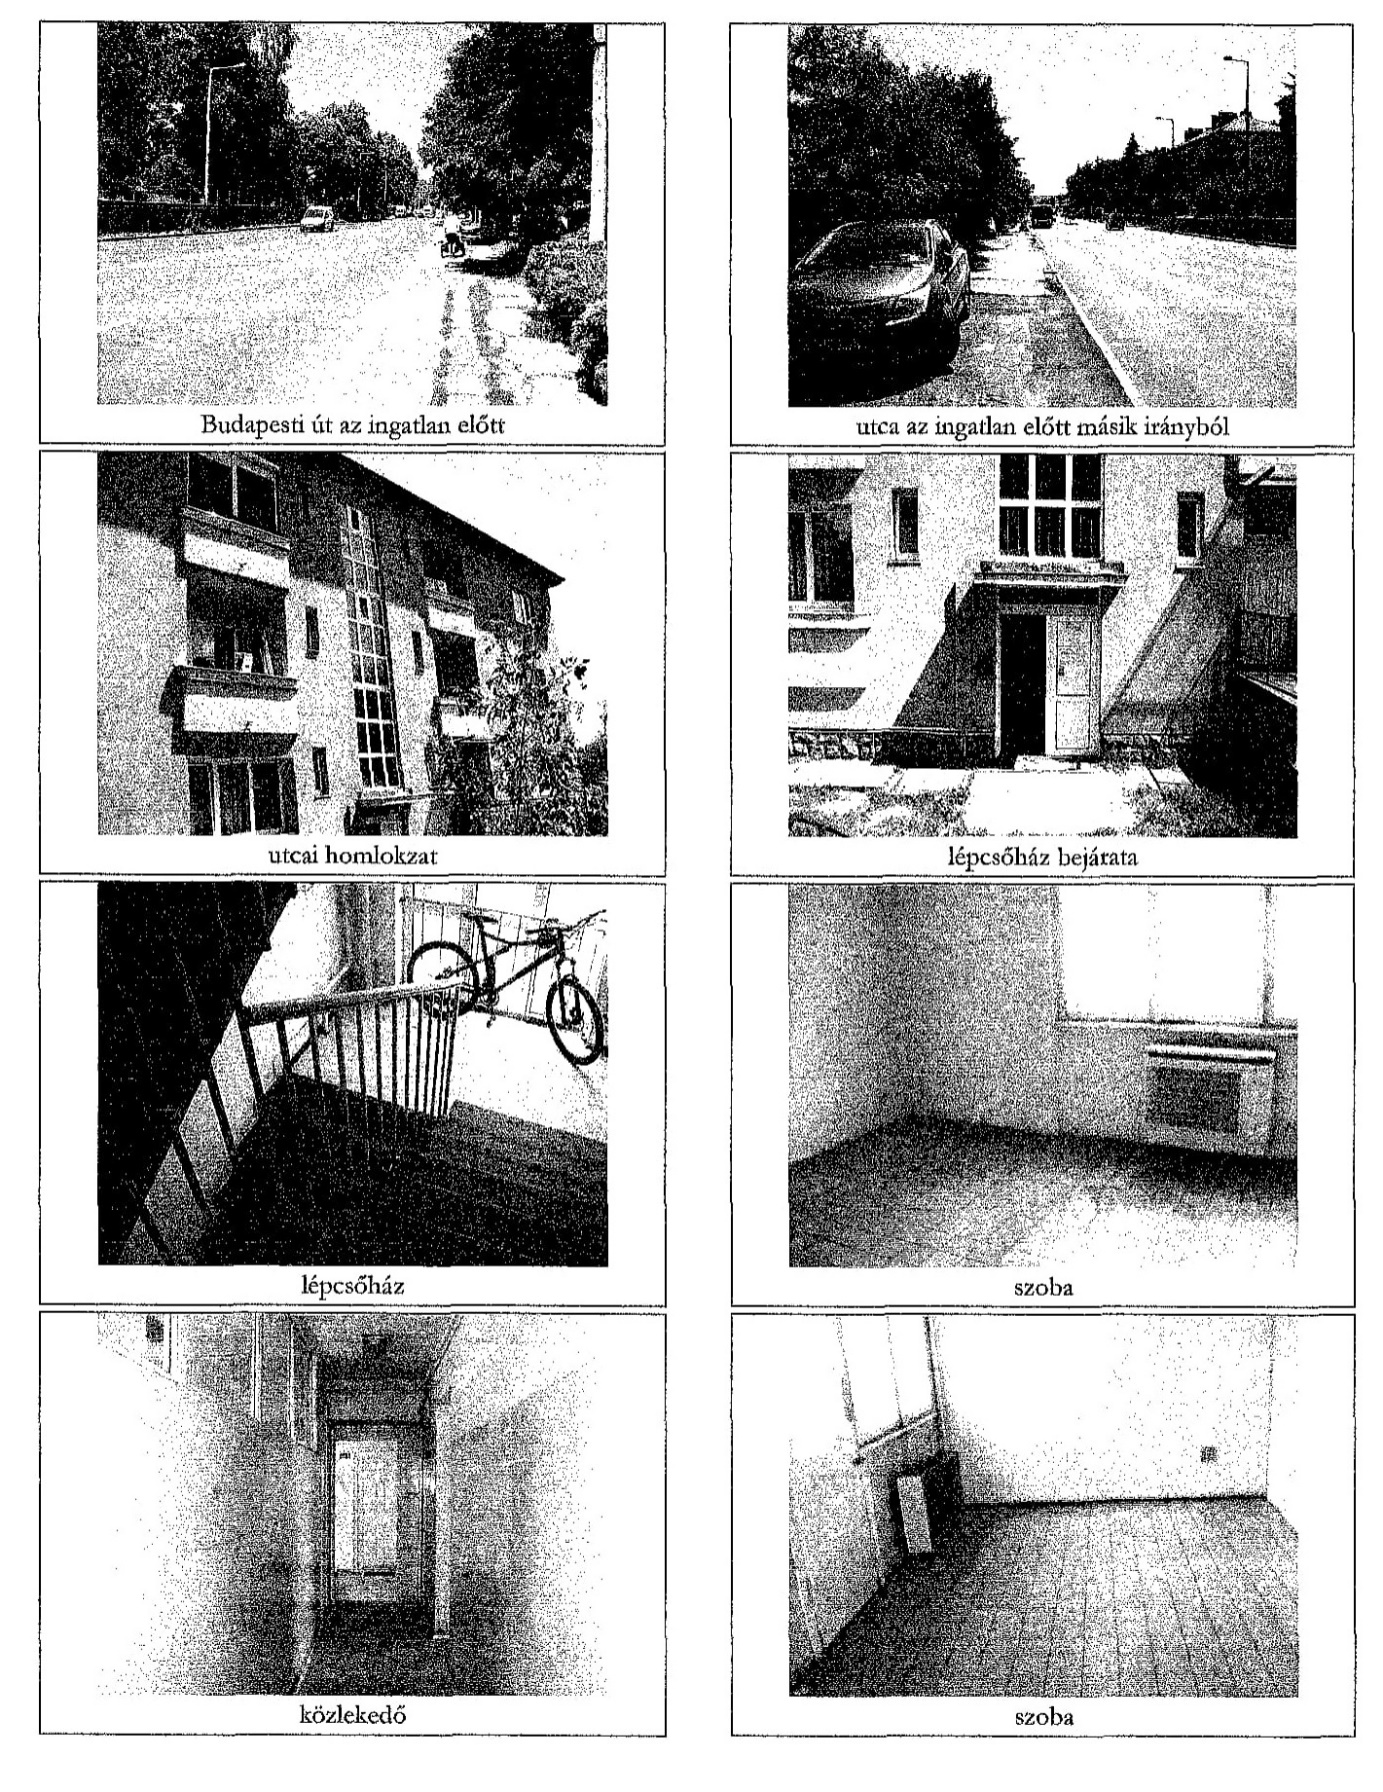 Budapesti út az ingatlan előtt
utca az ingatlan előtt másik irányból
utcai homlokzat
lépcsőház bejárata
lépcsőház
szoba
közlekedő
szoba